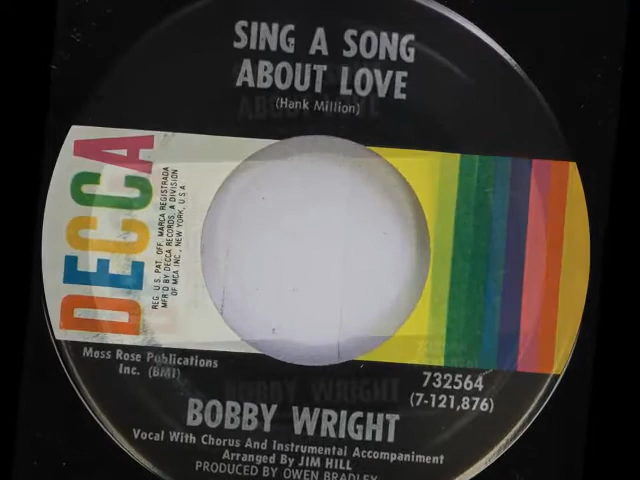 SING A SONG
ABOUT LOVE
(Hank Million)
DECCA
REG. U.S. PAT. OFF. MARCA REGISTRADA
MFR'D BY DECCA RECORDS, A DIVISION
OF MCA INC., NEW YORK, U.S.A
Moss Rose Publications
Inc. (BMI)
732564
(7-121,876)
BOBBY WRIGHT
Vocal With Chorus And Instrumental Accompaniment
Arranged By JIM HILL
PRODUCED BY OWEN BRADLEY